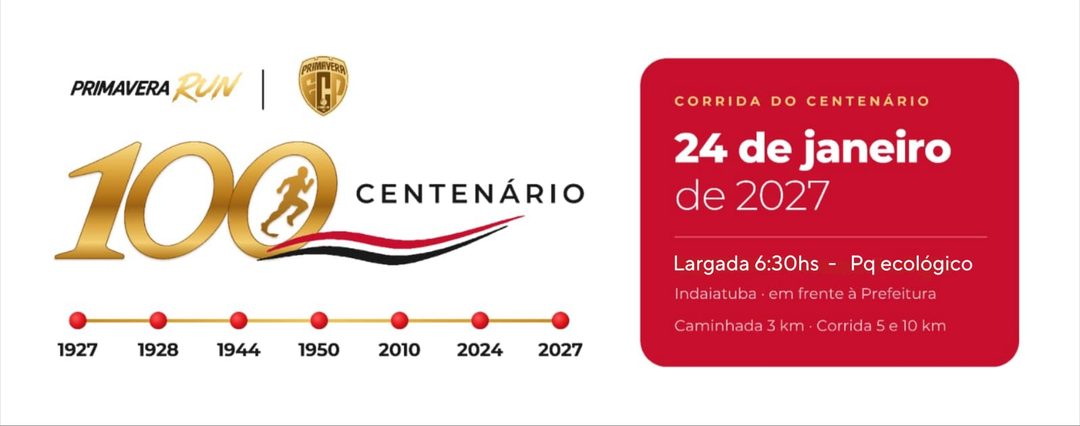 PRIMAVERA RUN
PRIMAVERA
ECP
100 CENTENÁRIO
1927 1928 1944 1950 2010 2024 2027
CORRIDA DO CENTENÁRIO
24 de janeiro
de 2027
Largada 6:30hs - Pq ecológico
Indaiatuba · em frente à Prefeitura
Caminhada 3 km · Corrida 5 e 10 km